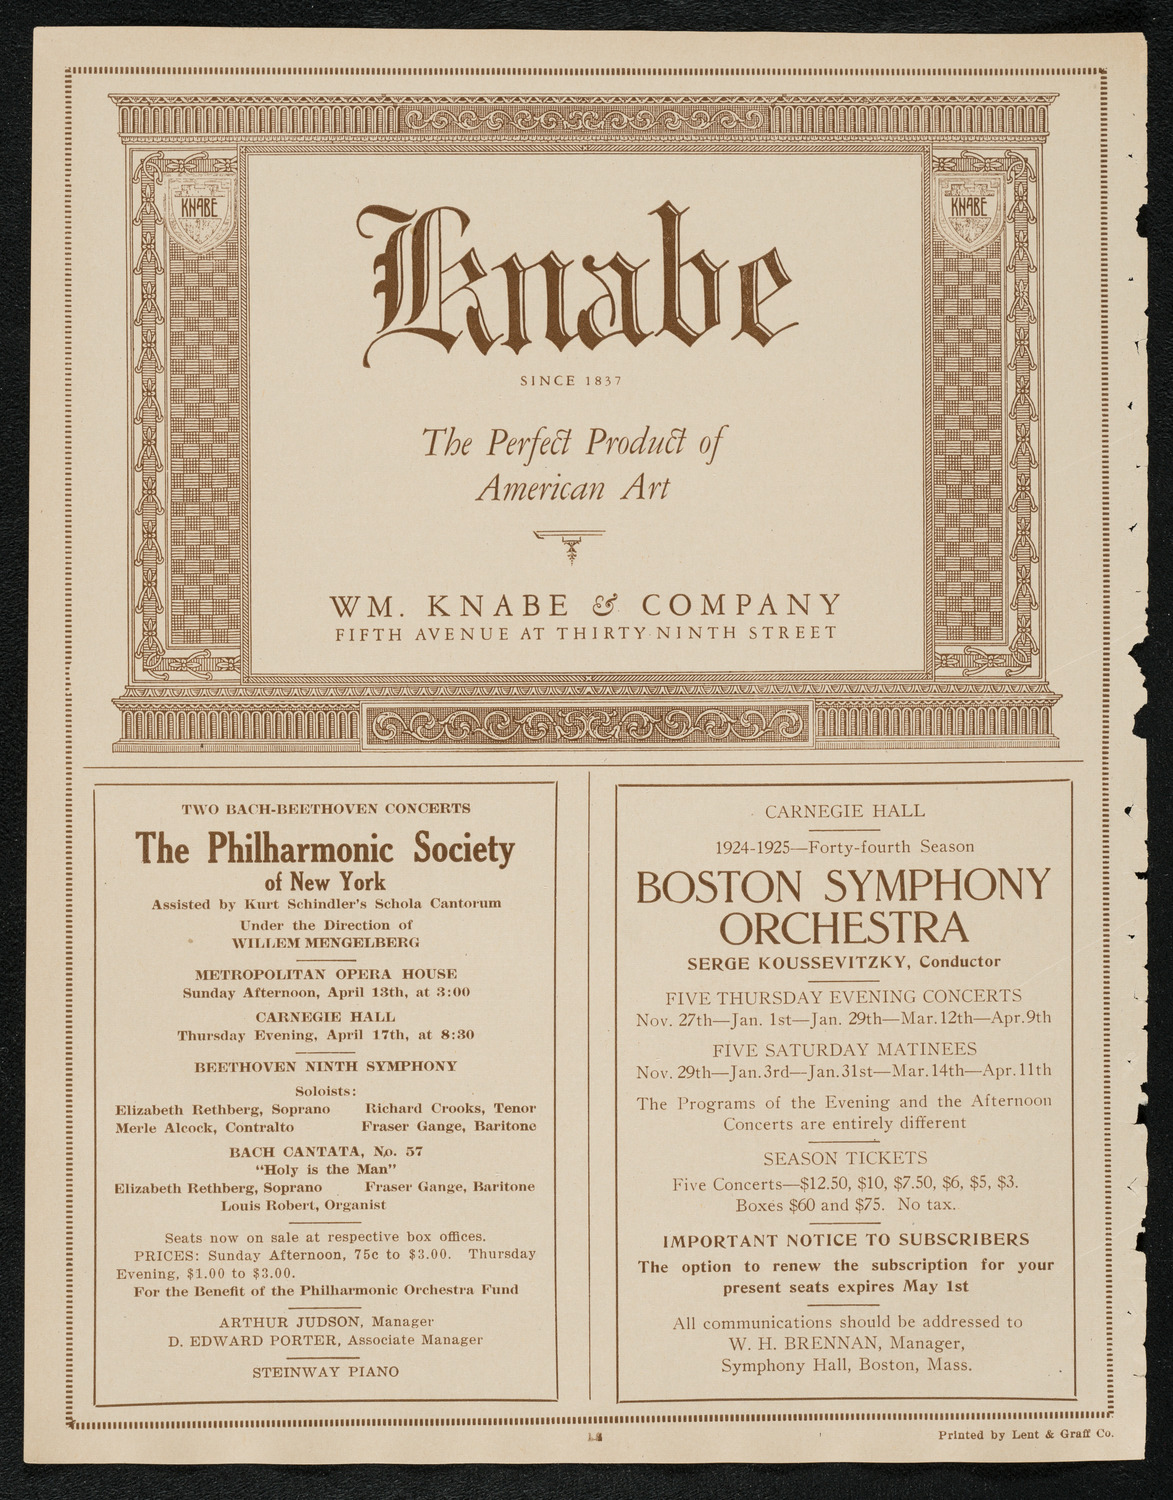 KNABE
KNABE
Knabe
SINCE 1837
The Perfect Product of
American Art
WM. KNABE & COMPANY
FIFTH AVENUE AT THIRTY-NINTH STREET
TWO BACH-BEETHOVEN CONCERTS
The Philharmonic Society
of New York
Assisted by Kurt Schindler's Schola Cantorum
Under the Direction of
WILLEM MENGELBERG
METROPOLITAN OPERA HOUSE
Sunday Afternoon, April 13th, at 3:00
CARNEGIE HALL
Thursday Evening, April 17th, at 8:30
BEETHOVEN NINTH SYMPHONY
Soloists:
Elizabeth Rethberg, Soprano Richard Crooks, Tenor
Merle Alcock, Contralto Fraser Gange, Baritone
BACH CANTATA, No. 57
"Holy is the Man"
Elizabeth Rethberg, Soprano Fraser Gange, Baritone
Louis Robert, Organist
Seats now on sale at respective box offices.
PRICES: Sunday Afternoon, 75c to $3.00. Thursday
Evening, $1.00 to $3.00.
For the Benefit of the Philharmonic Orchestra Fund
ARTHUR JUDSON, Manager
D. EDWARD PORTER, Associate Manager
STEINWAY PIANO
CARNEGIE HALL
1924-1925—Forty-fourth Season
BOSTON SYMPHONY
ORCHESTRA
SERGE KOUSSEVITZKY, Conductor
FIVE THURSDAY EVENING CONCERTS
Nov. 27th—Jan. 1st—Jan. 29th—Mar. 12th—Apr. 9th
FIVE SATURDAY MATINEES
Nov. 29th—Jan. 3rd—Jan. 31st—Mar. 14th—Apr. 11th
The Programs of the Evening and the Afternoon
Concerts are entirely different
SEASON TICKETS
Five Concerts—$12.50, $10, $7.50, $6, $5, $3.
Boxes $60 and $75. No tax.
IMPORTANT NOTICE TO SUBSCRIBERS
The option to renew the subscription for your
present seats expires May 1st
All communications should be addressed to
W. H. BRENNAN, Manager,
Symphony Hall, Boston, Mass.
Printed by Lent & Graff Co.